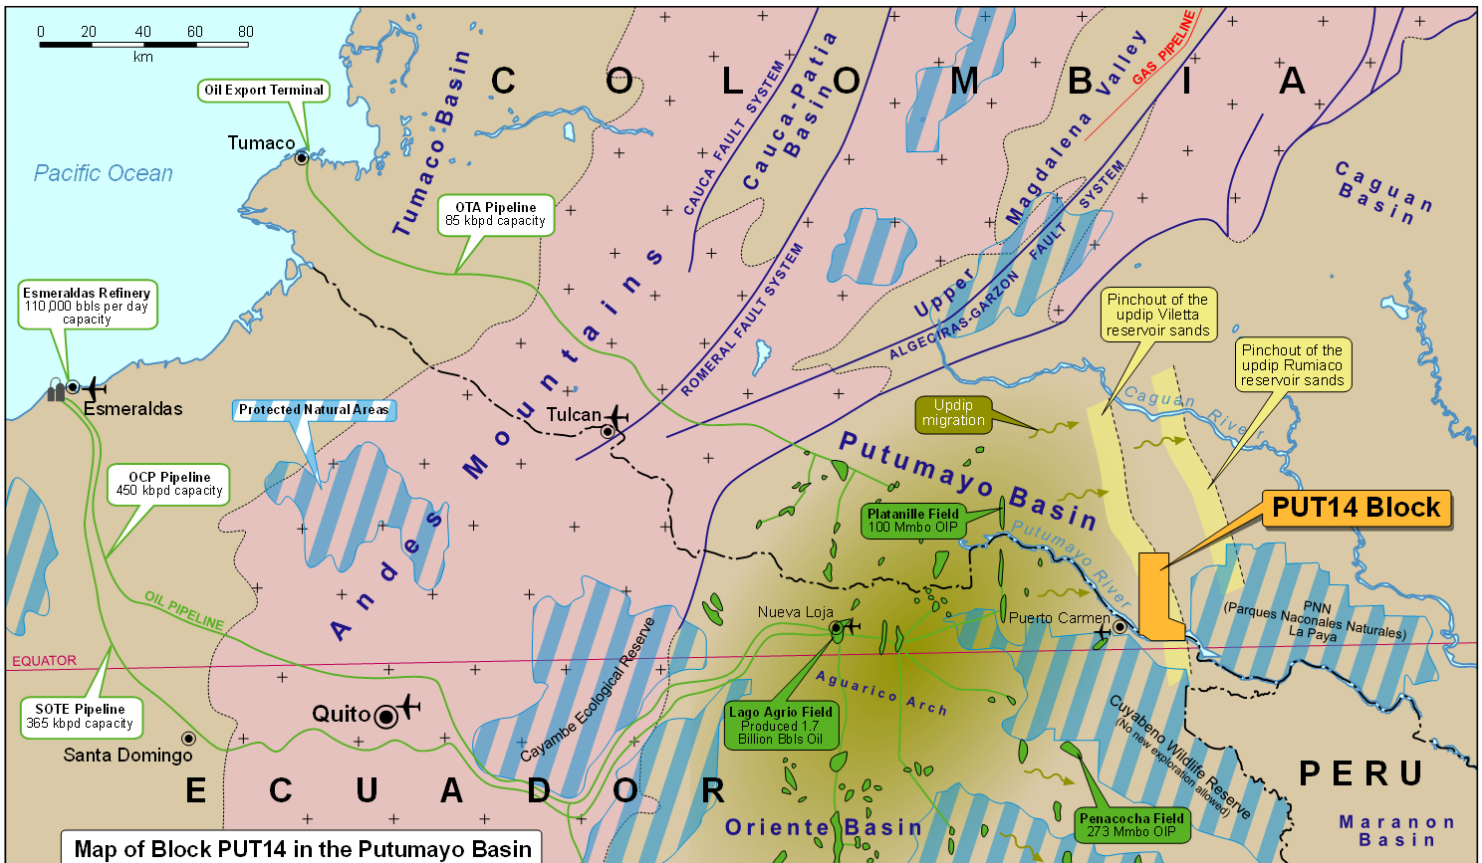 0 20 40 60 80
km
COLOMBIA
Oil Export Terminal
Tumaco
Pacific Ocean
Tumaco Basin
OTA Pipeline
85 kbpd capacity
CAUCA FAULT SYSTEM
Cauca-Patia
Basin
ROMERAL FAULT SYSTEM
Upper Magdalena Valley
GAS PIPELINE
ALGECIRAS-GARZON FAULT SYSTEM
Caguan
Basin
Esmeraldas Refinery
110,000 bbls per day
capacity
Esmeraldas
Protected Natural Areas
Andes Mountains
Tulcan
Pinchout of the
updip Viletta
reservoir sands
Pinchout of the
updip Rumiaco
reservoir sands
Updip
migration
Caguan River
Putumayo Basin
OCP Pipeline
450 kbpd capacity
Platanille Field
100 Mmbo OIP
Putumayo River
PUT14 Block
OIL PIPELINE
Nueva Loja
Puerto Carmen
PNN
(Parques Naconales Naturales)
La Paya
EQUATOR
Cayambe Ecological Reserve
Aguarico Arch
SOTE Pipeline
365 kbpd capacity
Quito
Lago Agrio Field
Produced 1.7
Billion Bbls Oil
Cuyabeno Wildlife Reserve
(No new exploration allowed)
Santa Domingo
ECUADOR
PERU
Oriente Basin
Penacocha Field
273 Mmbo OIP
Maranon
Basin
Map of Block PUT14 in the Putumayo Basin